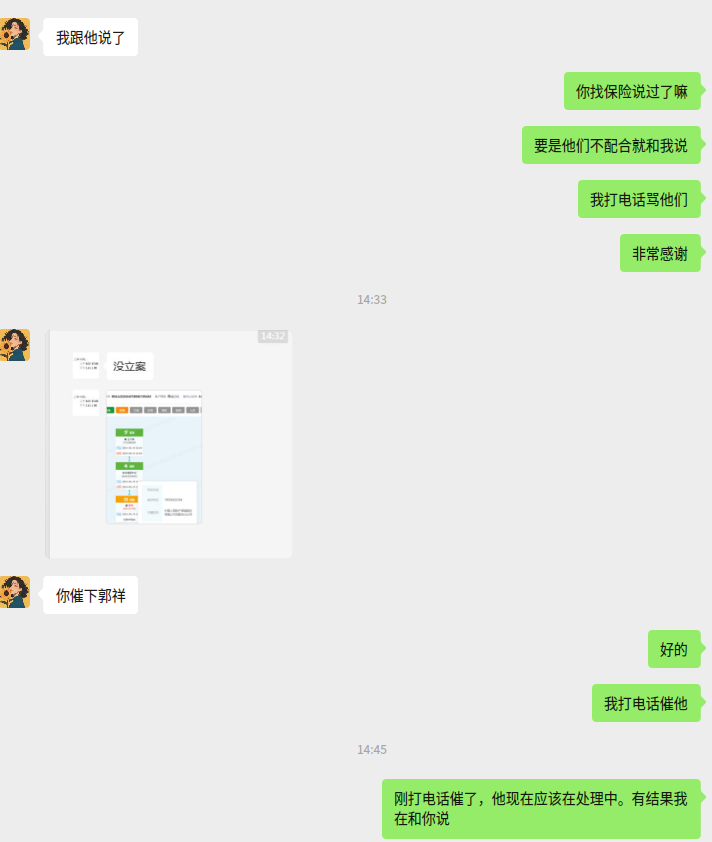 我跟他说了
你找保险说过了嘛
要是他们不配合就和我说
我打电话骂他们
非常感谢
14:33
14:32
没立案
你催下郭祥
好的
我打电话催他
14:45
刚打电话催了，他现在应该在处理中。有结果我
在和你说